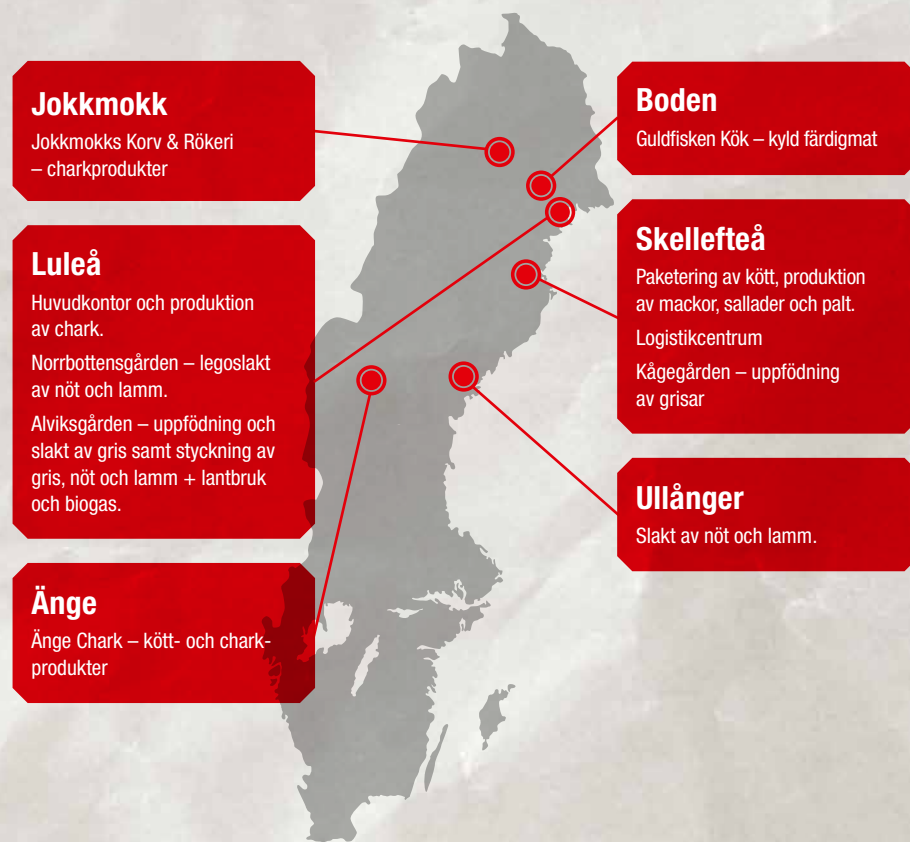 Jokkmokk
Jokkmokks Korv & Rökeri
– charkprodukter
Luleå
Huvudkontor och produktion
av chark.
Norrbottensgården – legoslakt
av nöt och lamm.
Alviksgården – uppfödning och
slakt av gris samt styckning av
gris, nöt och lamm + lantbruk
och biogas.
Änge
Änge Chark – kött- och chark-
produkter
Boden
Guldfisken Kök – kyld färdigmat
Skellefteå
Paketering av kött, produktion
av mackor, sallader och palt.
Logistikcentrum
Kågegården – uppfödning
av grisar
Ullånger
Slakt av nöt och lamm.